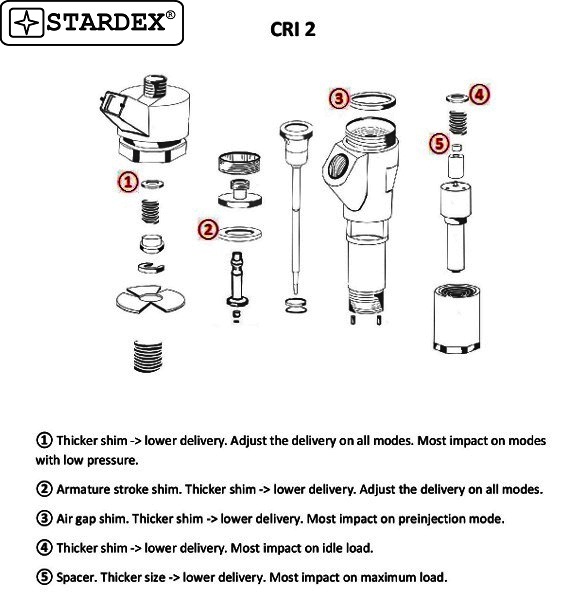 STARDEX®
CRI 2
③
④
⑤
①
②
① Thicker shim -> lower delivery. Adjust the delivery on all modes. Most impact on modes
with low pressure.
② Armature stroke shim. Thicker shim -> lower delivery. Adjust the delivery on all modes.
③ Air gap shim. Thicker shim -> lower delivery. Most impact on preinjection mode.
④ Thicker shim -> lower delivery. Most impact on idle load.
⑤ Spacer. Thicker size -> lower delivery. Most impact on maximum load.